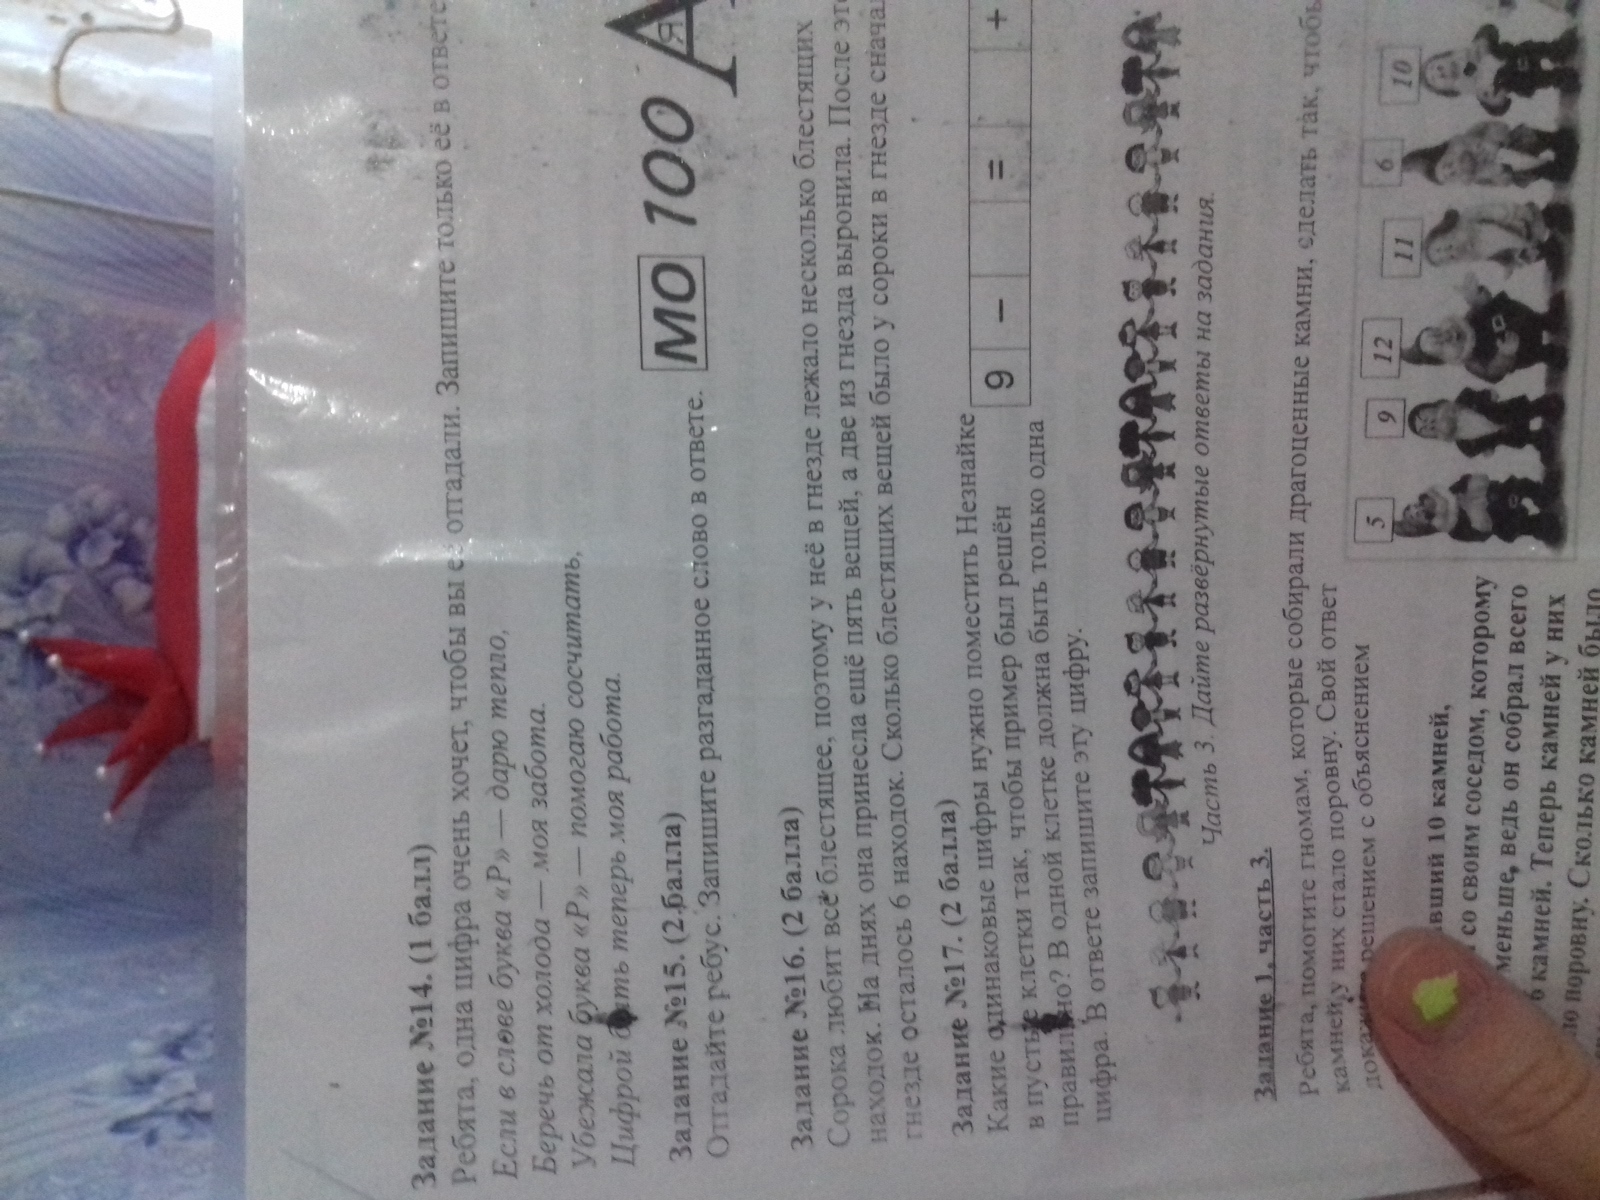 Задание №14. (1 балл)
Ребята, одна цифра очень хочет, чтобы вы её отгадали. Запишите только её в ответе
Если в слове буква «Р» — дарю тепло,
Беречь от холода — моя забота.
Убежала буква «Р» — помогаю сосчитать,
Цифрой быть теперь моя работа.
Задание №15. (2 балла)
Отгадайте ребус. Запишите разгаданное слово в ответе.
МО 100 А Я
Задание №16. (2 балла)
Сорока любит всё блестящее, поэтому у неё в гнезде лежало несколько блестящих
находок. На днях она принесла ещё пять вещей, а две из гнезда выронила. После
гнезде осталось 6 находок. Сколько блестящих вещей было у сороки в гнезде
Задание №17. (2 балла)
Какие одинаковые цифры нужно поместить Незнайке
в пустые клетки так, чтобы пример был решён
правильно? В одной клетке должна быть только одна
цифра. В ответе запишите эту цифру.
9 − = +
Часть 3. Дайте развёрнутые ответы на задания.
Задание 1, часть 3.
Ребята, помогите гномам, которые собирали драгоценные камни, сделать так, чтобы
камней у них стало поровну. Свой ответ
решением с объяснением
5 9 12 11 6 10
10 камней,
со своим соседом, которому
меньше, ведь он собрал всего
камней. Теперь камней у них
поровну. Сколько камней было